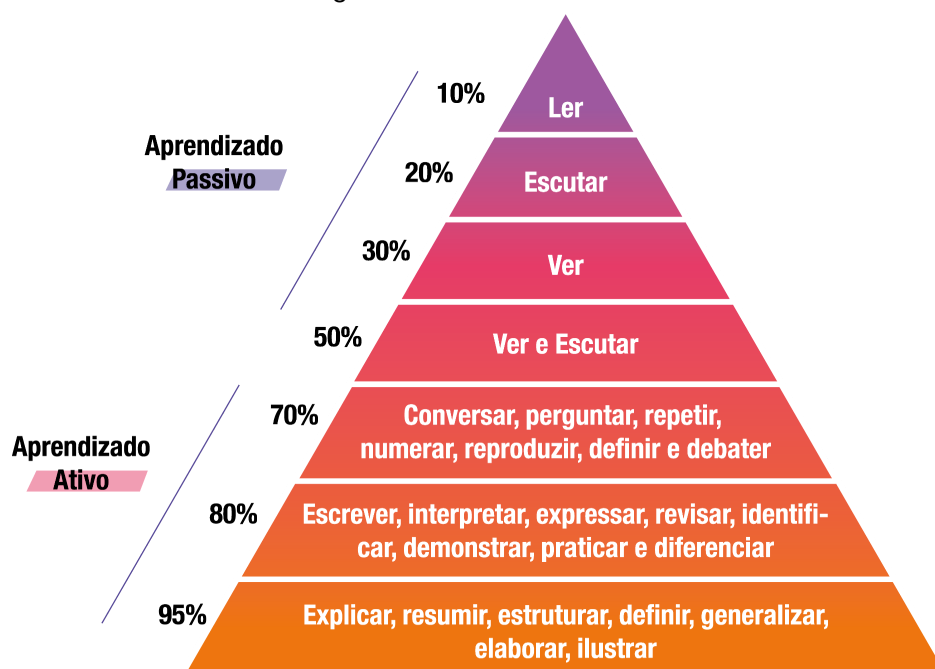 10%
Ler
Aprendizado
Passivo
20%
Escutar
30%
Ver
50%
Ver e Escutar
70%
Conversar, perguntar, repetir,
numerar, reproduzir, definir e debater
Aprendizado
Ativo
80%
Escrever, interpretar, expressar, revisar, identifi-
car, demonstrar, praticar e diferenciar
95%
Explicar, resumir, estruturar, definir, generalizar,
elaborar, ilustrar